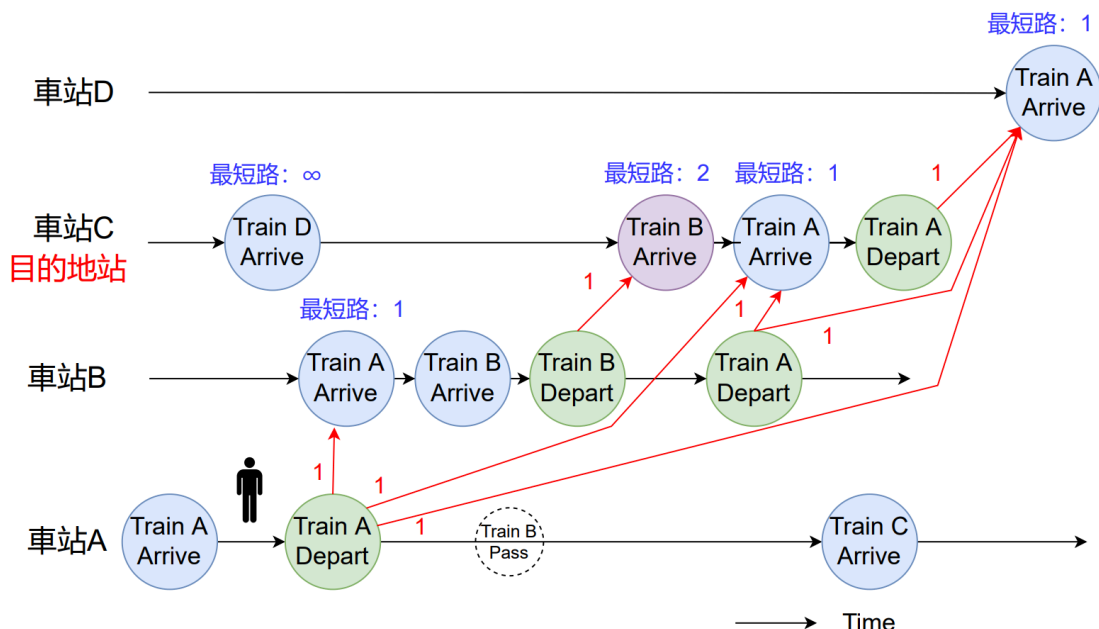 最短路：1
車站D
Train A
Arrive
最短路：∞
最短路：2
最短路：1
1
車站C
目的地站
Train D
Arrive
Train B
Arrive
Train A
Arrive
Train A
Depart
1
1
最短路：1
1
車站B
Train A
Arrive
Train B
Arrive
Train B
Depart
Train A
Depart
1
1
1
車站A
Train A
Arrive
Train A
Depart
Train B
Pass
Train C
Arrive
Time